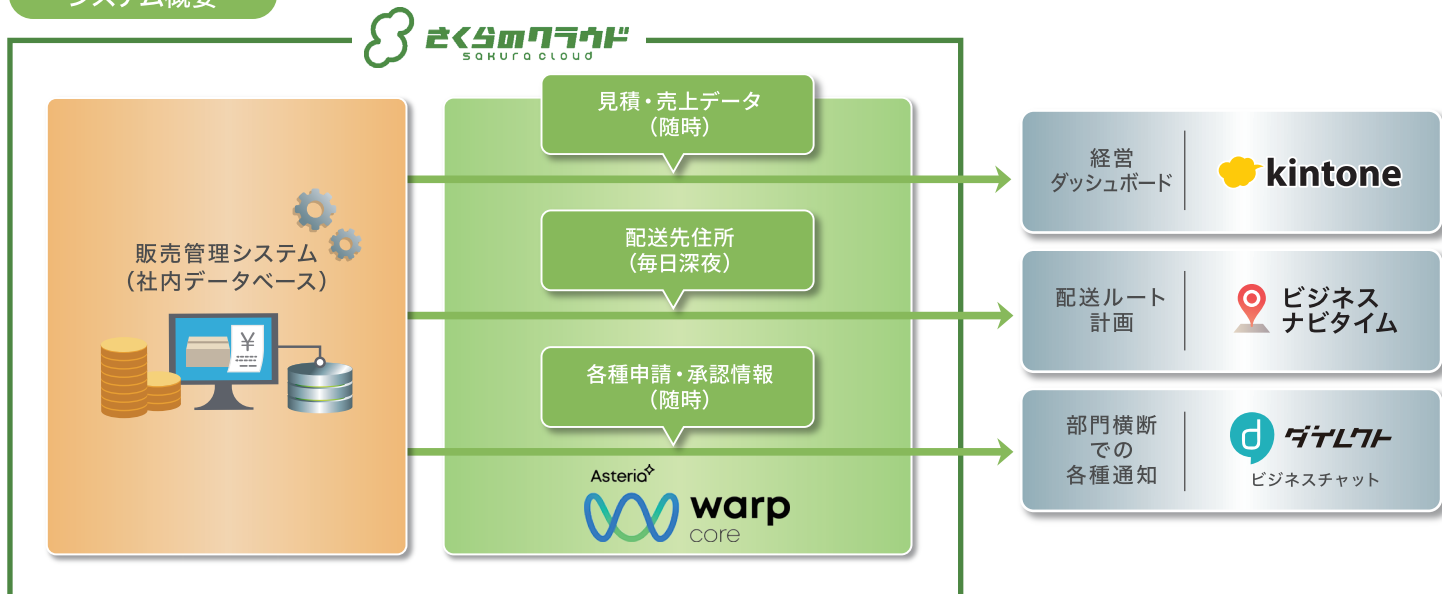 システム概要
さくらのクラウド
sakura cloud
見積・売上データ
(随時)
経営
ダッシュボード
kintone
販売管理システム
(社内データベース)
¥
配送先住所
(毎日深夜)
配送ルート
計画
ビジネス
ナビタイム
各種申請・承認情報
(随時)
部門横断
での
各種通知
d
ダイレクト
ビジネスチャット
Asteria
warp
core